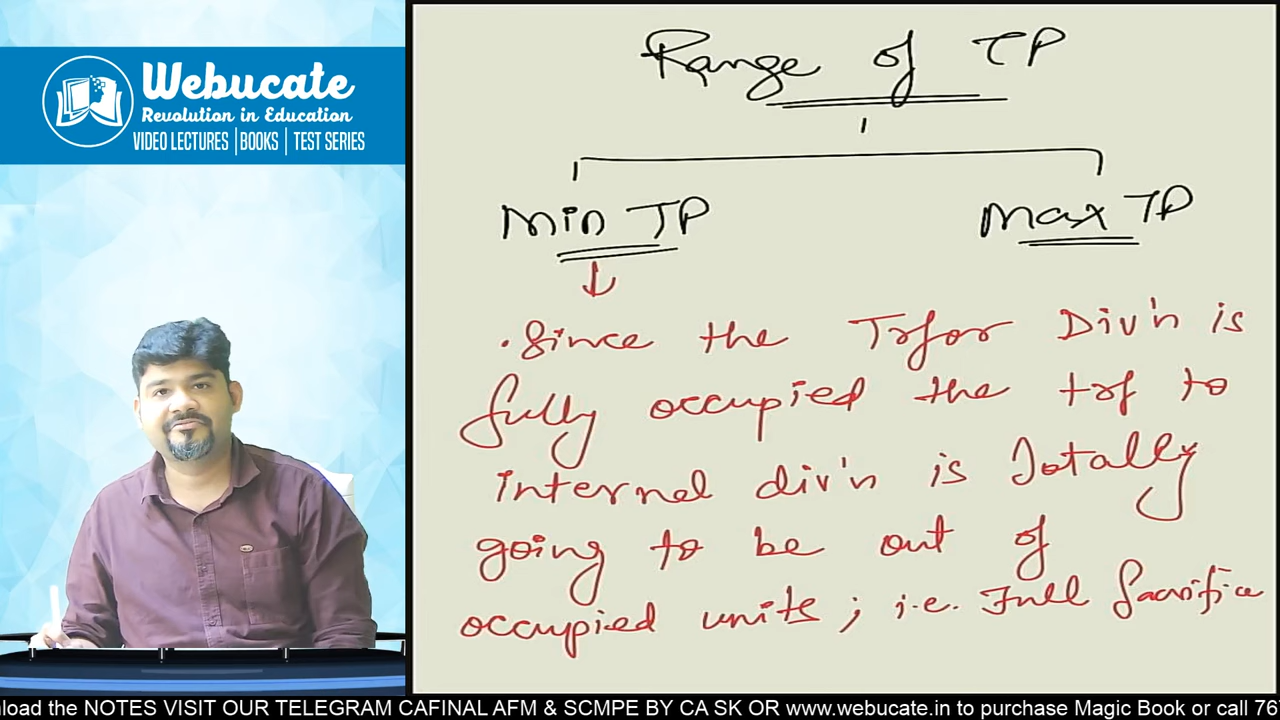 Webucate
Revolution in Education
VIDEO LECTURES | BOOKS | TEST SERIES
Range of TP
Min TP
Max TP
. Since the Trfor Div'n is
fully occupied the trf to
internal div'n is Totally
going to be out of
occupied units; i.e. Full Sacrifice
nload the NOTES VISIT OUR TELEGRAM CAFINAL AFM & SCMPE BY CA SK OR www.webucate.in to purchase Magic Book or call 76